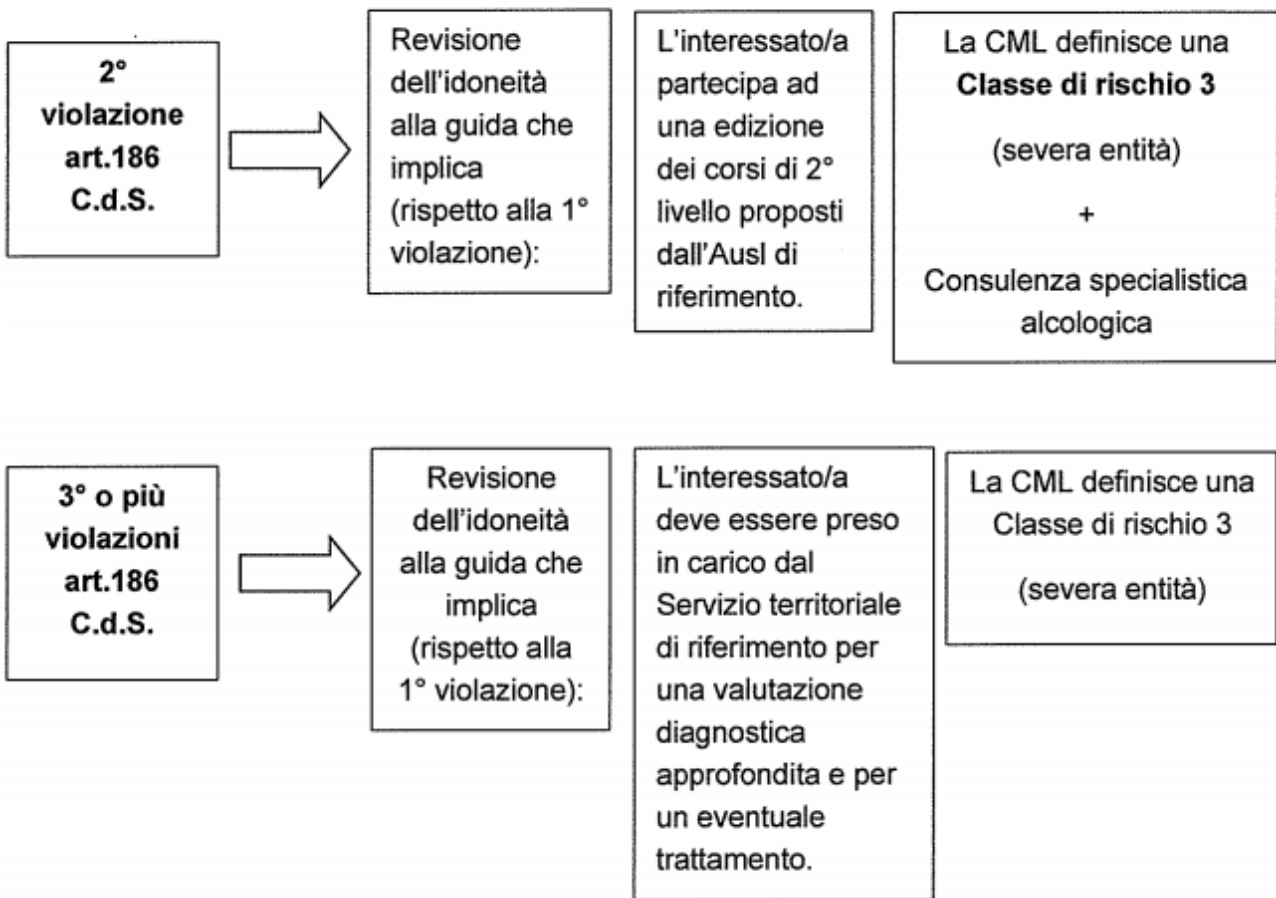 2°
violazione
art.186
C.d.S.
Revisione
dell'idoneità
alla guida che
implica
(rispetto alla 1°
violazione):
L'interessato/a
partecipa ad
una edizione
dei corsi di 2°
livello proposti
dall'Ausl di
riferimento.
La CML definisce una
Classe di rischio 3
(severa entità)
+
Consulenza specialistica
alcologica
3° o più
violazioni
art.186
C.d.S.
Revisione
dell'idoneità
alla guida che
implica
(rispetto alla
1° violazione):
L'interessato/a
deve essere preso
in carico dal
Servizio territoriale
di riferimento per
una valutazione
diagnostica
approfondita e per
un eventuale
trattamento.
La CML definisce una
Classe di rischio 3
(severa entità)